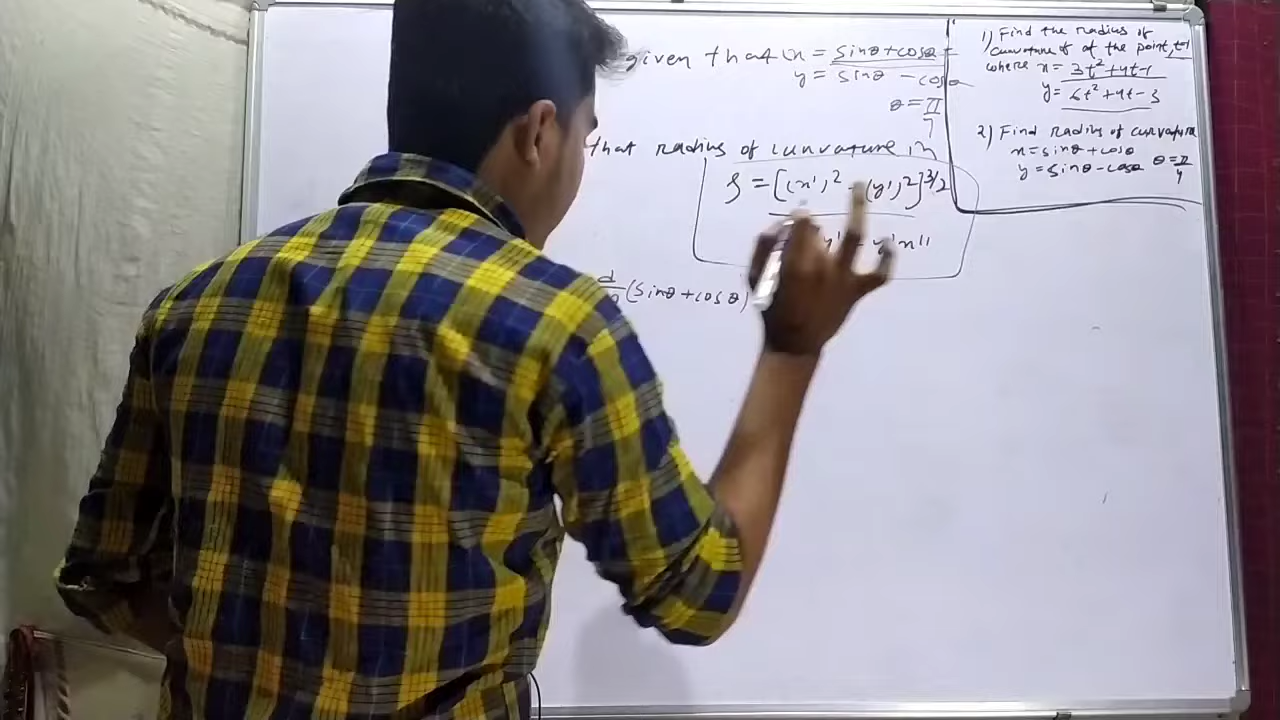 given that x = sinθ+cosθ
y = sinθ - cosθ
θ = π/4
that radius of curvature, is
ρ = [(x')² + (y')²]^3/2
y' - y'x''
d (sinθ+cosθ)
1) Find the radius of
curvature of at the point, t=1
where x = 3t²+4t-1
y = 6t²+4t-3
2) Find radius of curvature
x = sinθ+cosθ
y = sinθ-cosθ θ=π/4